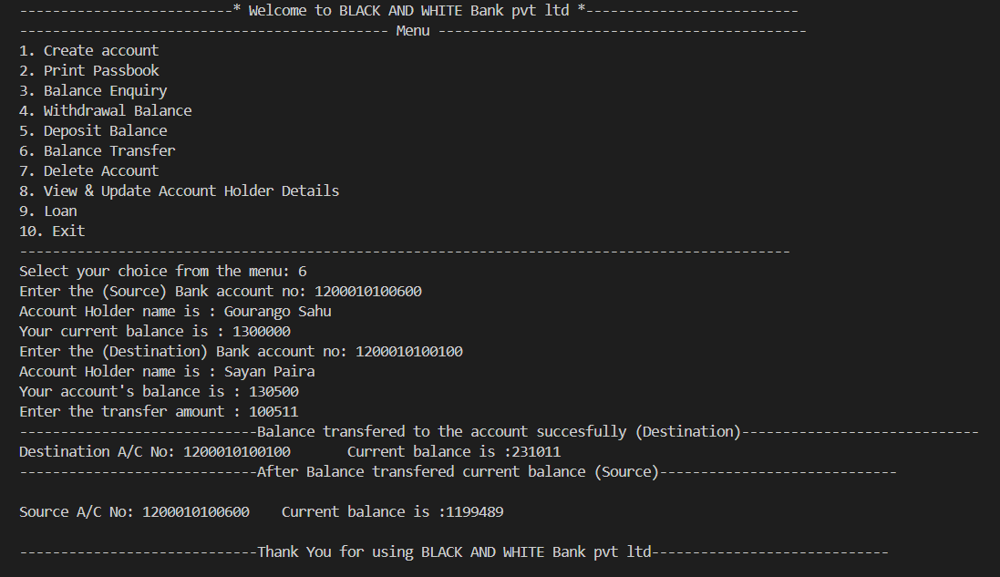 --------------------------* Welcome to BLACK AND WHITE Bank pvt ltd *--------------------------
--------------------------------------------- Menu ---------------------------------------------
1. Create account
2. Print Passbook
3. Balance Enquiry
4. Withdrawal Balance
5. Deposit Balance
6. Balance Transfer
7. Delete Account
8. View & Update Account Holder Details
9. Loan
10. Exit
----------------------------------------------------------------------------------------------
Select your choice from the menu: 6
Enter the (Source) Bank account no: 1200010100600
Account Holder name is : Gourango Sahu
Your current balance is : 1300000
Enter the (Destination) Bank account no: 1200010100100
Account Holder name is : Sayan Paira
Your account's balance is : 130500
Enter the transfer amount : 100511
-----------------------------Balance transfered to the account succesfully (Destination)-----------------------------
Destination A/C No: 1200010100100       Current balance is :231011
-----------------------------After Balance transfered current balance (Source)-----------------------------
Source A/C No: 1200010100600    Current balance is :1199489
-----------------------------Thank You for using BLACK AND WHITE Bank pvt ltd-----------------------------